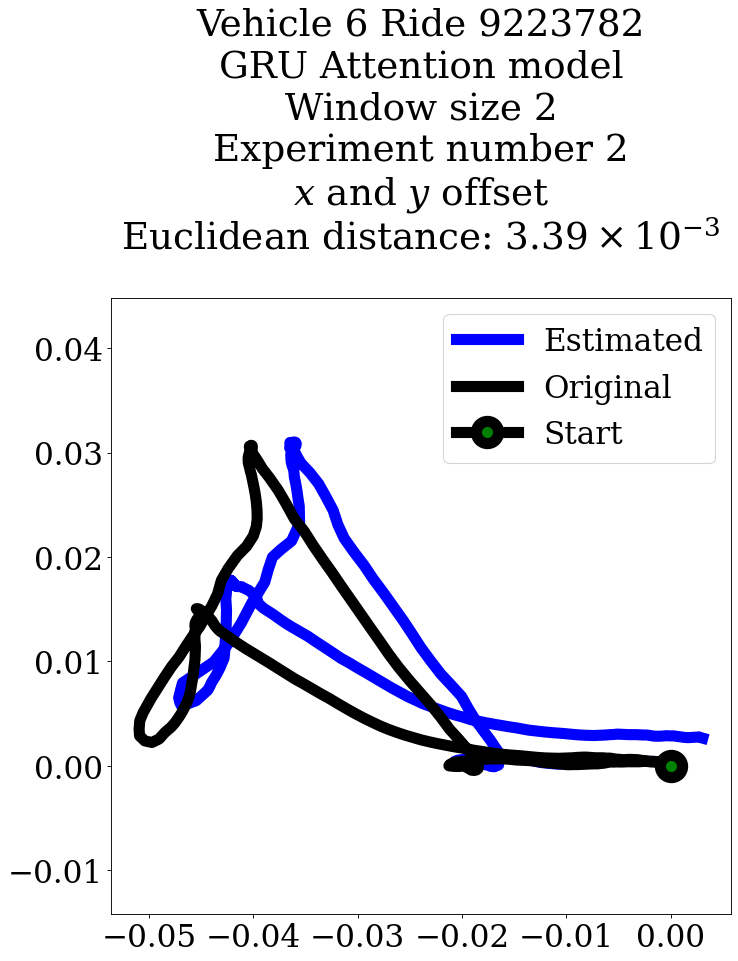 Vehicle 6 Ride 9223782
GRU Attention model
Window size 2
Experiment number 2
x and y offset
Euclidean distance: 3.39 × 10⁻³
Estimated
Original
Start
0.04
0.03
0.02
0.01
0.00
−0.01
−0.05 −0.04 −0.03 −0.02 −0.01 0.00